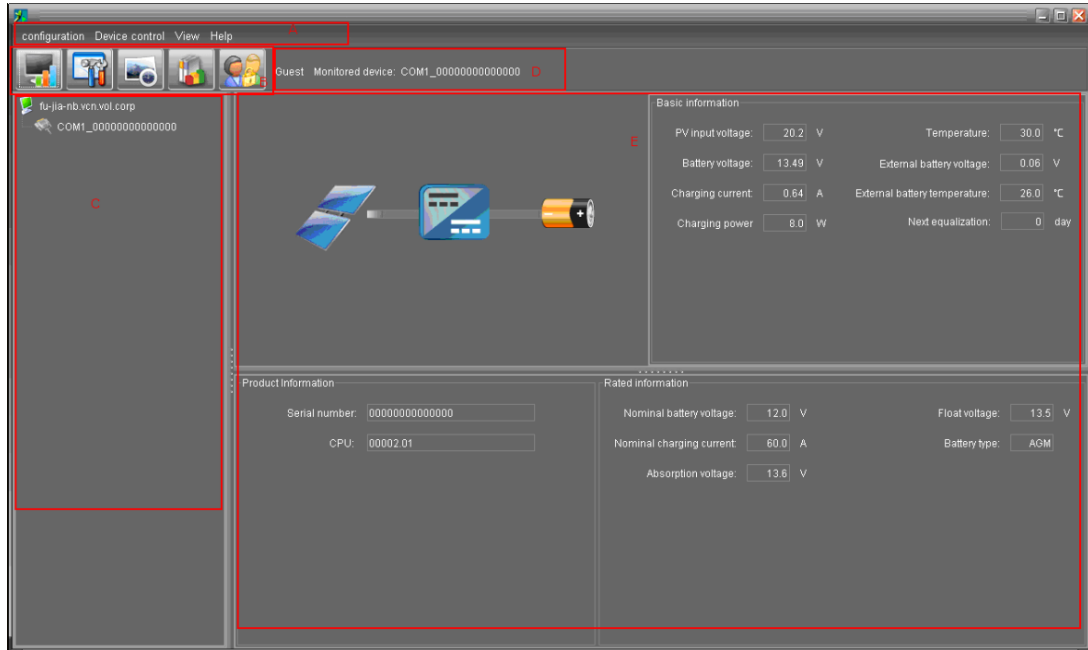 A
configuration Device control View Help
B
Guest Monitored device: COM1_00000000000000 D
fu-jia-nb.vcn.vol.corp
COM1_00000000000000
C
E
Basic information
PV input voltage: 20.2 V Temperature: 30.0 ℃
Battery voltage: 13.49 V External battery voltage: 0.06 V
Charging current: 0.64 A External battery temperature: 26.0 ℃
Charging power 8.0 W Next equalization: 0 day
Product Information
Serial number: 00000000000000
CPU: 00002.01
Rated information
Nominal battery voltage: 12.0 V Float voltage: 13.5 V
Nominal charging current: 60.0 A Battery type: AGM
Absorption voltage: 13.6 V